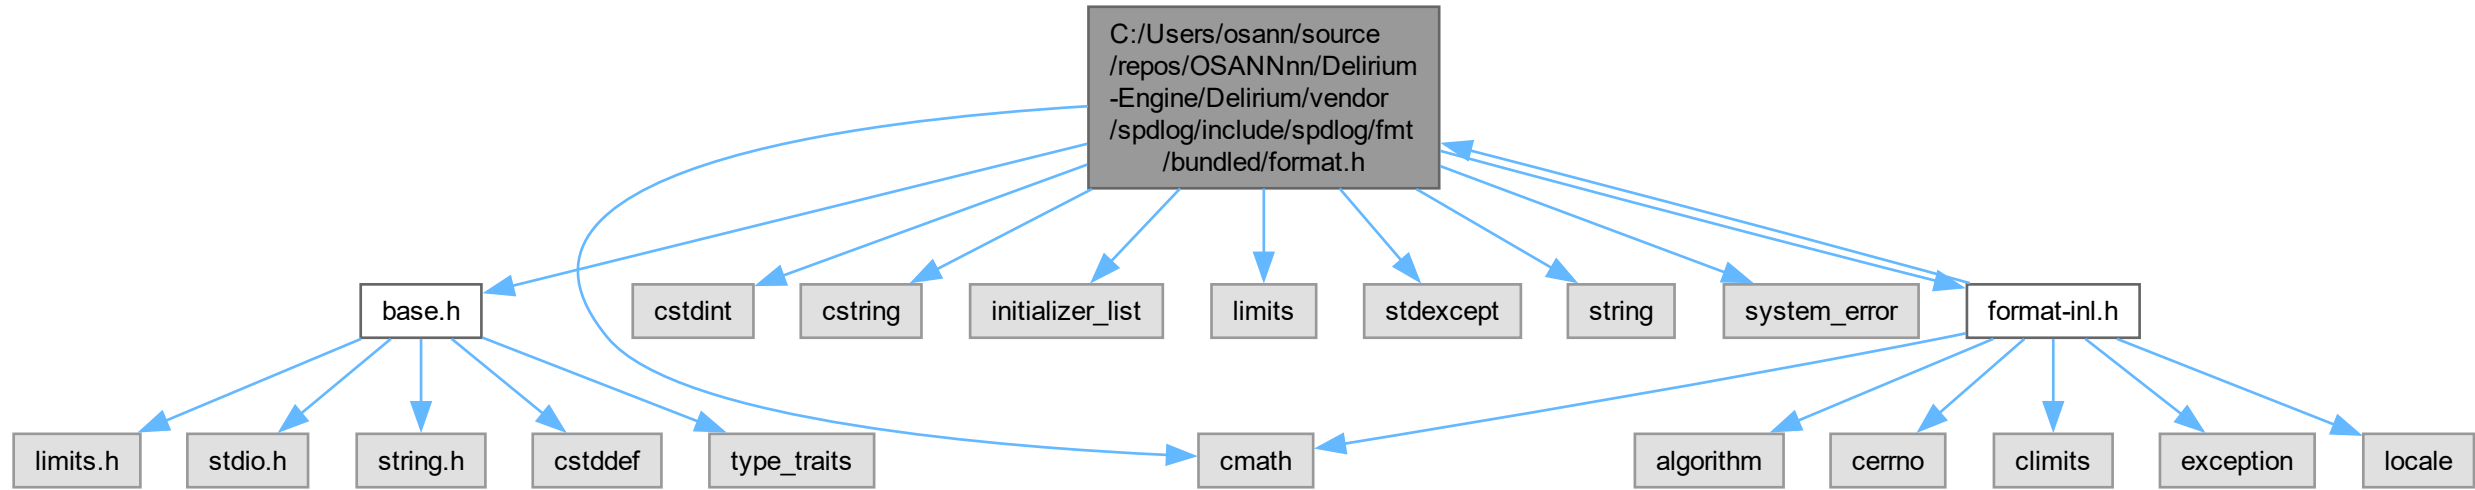 C:/Users/osann/source
/repos/OSANNnn/Delirium
-Engine/Delirium/vendor
/spdlog/include/spdlog/fmt
/bundled/format.h
base.h
cstdint
cstring
initializer_list
limits
stdexcept
string
system_error
format-inl.h
limits.h
stdio.h
string.h
cstddef
type_traits
cmath
algorithm
cerrno
climits
exception
locale